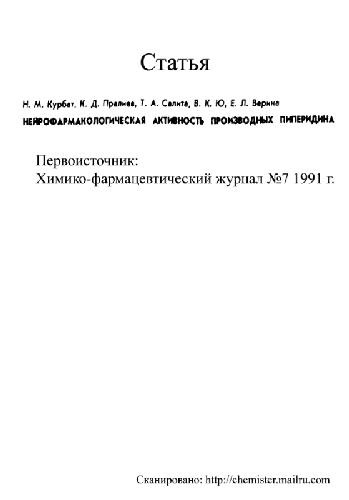 Статья
Н. М. Курбат, К. Д. Пралиев, Т. А. Салита, В. К. Ю, Е. Л. Верина
НЕЙРОФАРМАКОЛОГИЧЕСКАЯ АКТИВНОСТЬ ПРОИЗВОДНЫХ ПИПЕРИДИНА
Первоисточник:
Химико-фармацевтический журнал №7 1991 г.
Сканировано: http://chemister.mailru.com